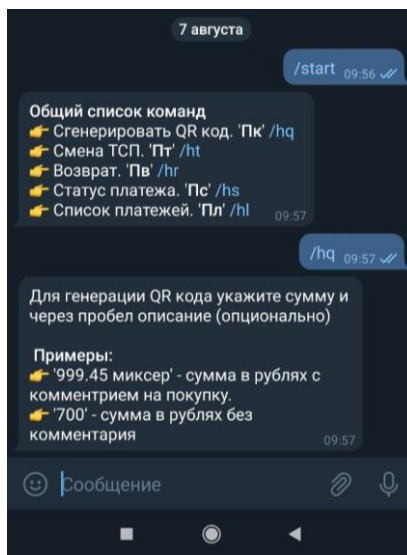 7 августа
/start 09:56
Общий список команд
👉 Сгенерировать QR код. 'Пк' /hq
👉 Смена ТСП. 'Пт' /ht
👉 Возврат. 'Пв' /hr
👉 Статус платежа. 'Пс' /hs
👉 Список платежей. 'Пл' /hl
09:57
/hq 09:57
Для генерации QR кода укажите сумму и
через пробел описание (опционально)
Примеры:
👉 '999.45 миксер' - сумма в рублях с
комментрием на покупку.
👉 '700' - сумма в рублях без
комментария
09:57
Сообщение